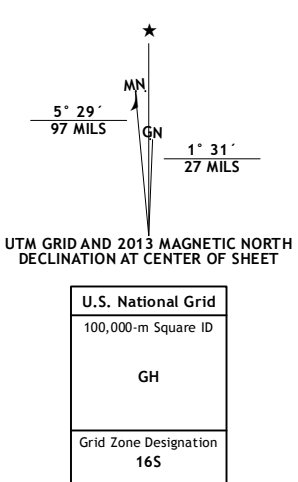 ★
MN
5° 29´
97 MILS
GN
1° 31´
27 MILS
UTM GRID AND 2013 MAGNETIC NORTH
DECLINATION AT CENTER OF SHEET
U.S. National Grid
100,000-m Square ID
GH
Grid Zone Designation
16S